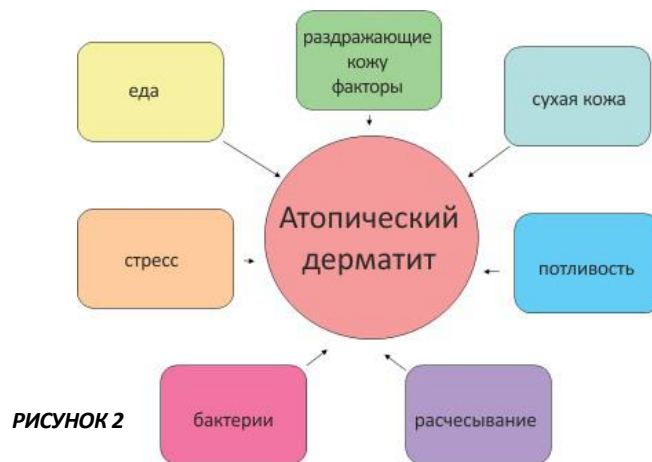 раздражающие
кожу
факторы
еда
сухая кожа
Атопический
дерматит
стресс
потливость
бактерии
расчесывание
РИСУНОК 2